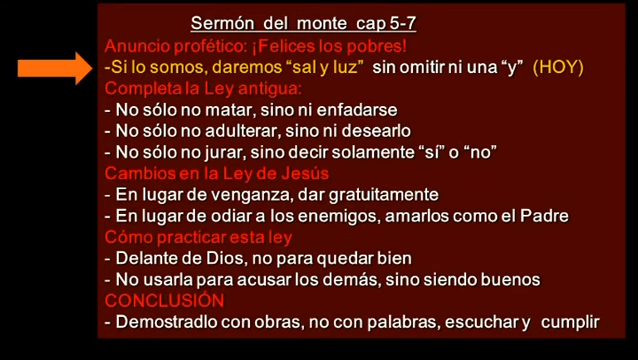 Sermón del monte cap 5-7
Anuncio profético: ¡Felices los pobres!
-Si lo somos, daremos “sal y luz” sin omitir ni una “y” (HOY)
Completa la Ley antigua:
- No sólo no matar, sino ni enfadarse
- No sólo no adulterar, sino ni desearlo
- No sólo no jurar, sino decir solamente “sí” o “no”
Cambios en la Ley de Jesús
- En lugar de venganza, dar gratuitamente
- En lugar de odiar a los enemigos, amarlos como el Padre
Cómo practicar esta ley
- Delante de Dios, no para quedar bien
- No usarla para acusar los demás, sino siendo buenos
CONCLUSIÓN
- Demostradlo con obras, no con palabras, escuchar y cumplir